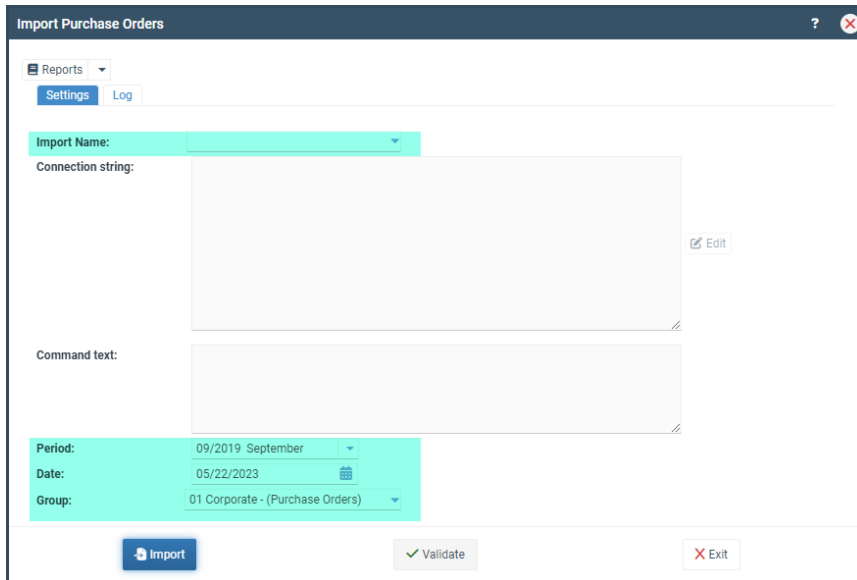 Import Purchase Orders ?
Reports
Settings Log
Import Name:
Connection string:
Edit
Command text:
Period: 09/2019 September
Date: 05/22/2023
Group: 01 Corporate - (Purchase Orders)
Import Validate Exit